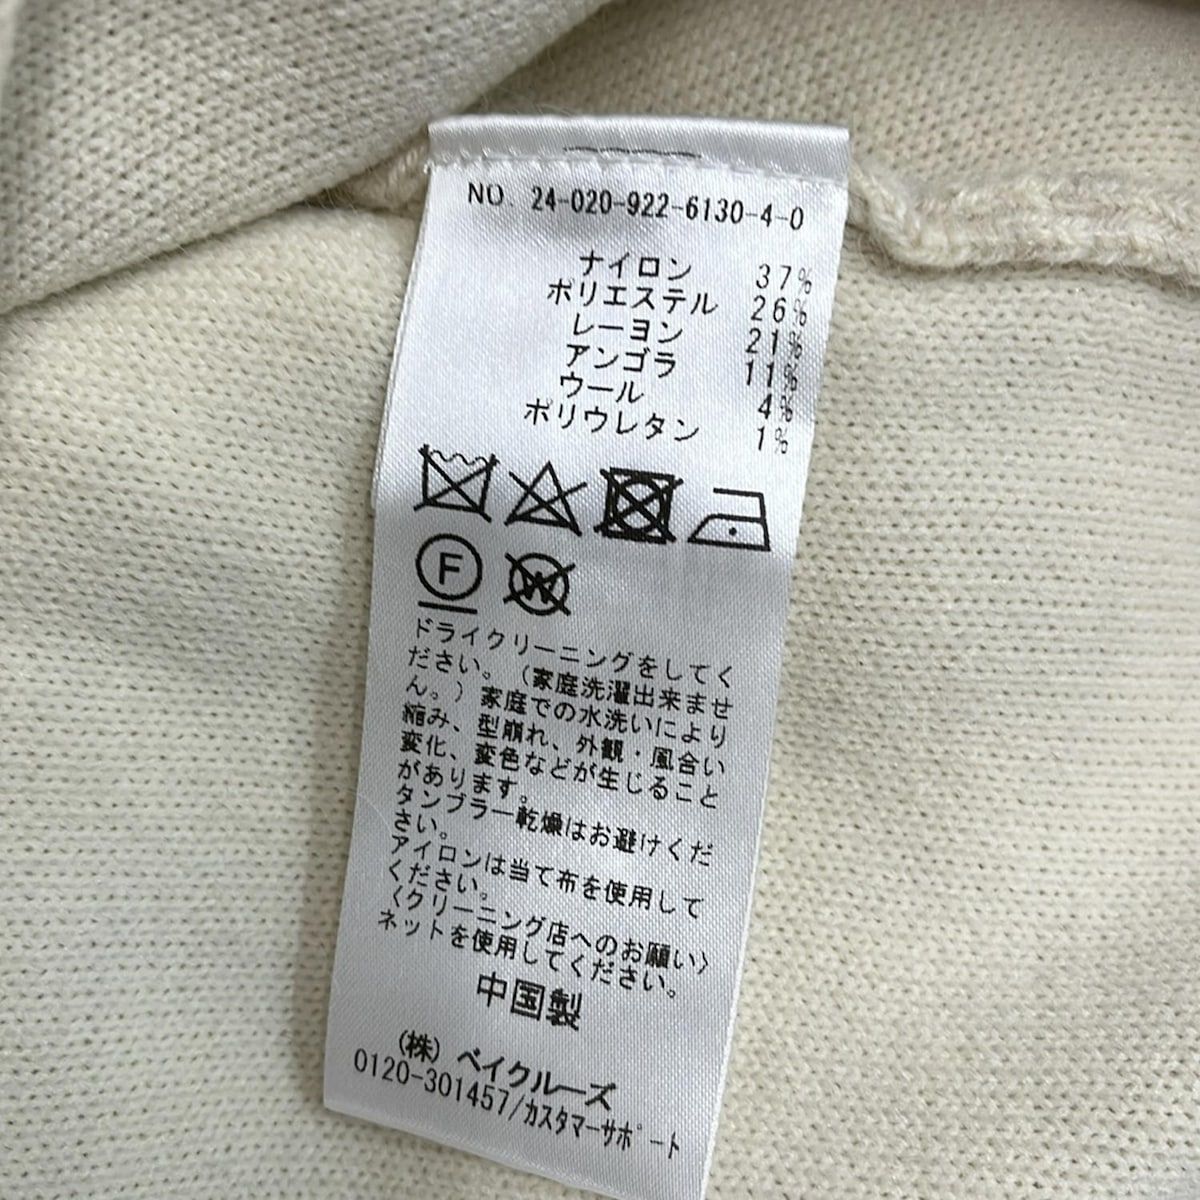 NO. 24-020-922-6130-4-0
ナイロン 37%
ポリエステル 26%
レーヨン 21%
アンゴラ 11%
ウール 4%
ポリウレタン 1%
F W
ドライクリーニングをしてく
ださい。(家庭洗濯出来ませ
ん。)家庭での水洗いにより
縮み、型崩れ、外観・風合い
変化、変色などが生じること
があります。
タンブラー乾燥はお避けくだ
さい。
アイロンは当て布を使用して
ください。
〈クリーニング店へのお願い〉
ネットを使用してください。
中国製
(株)ベイクルーズ
0120-301457/カスタマーサポート